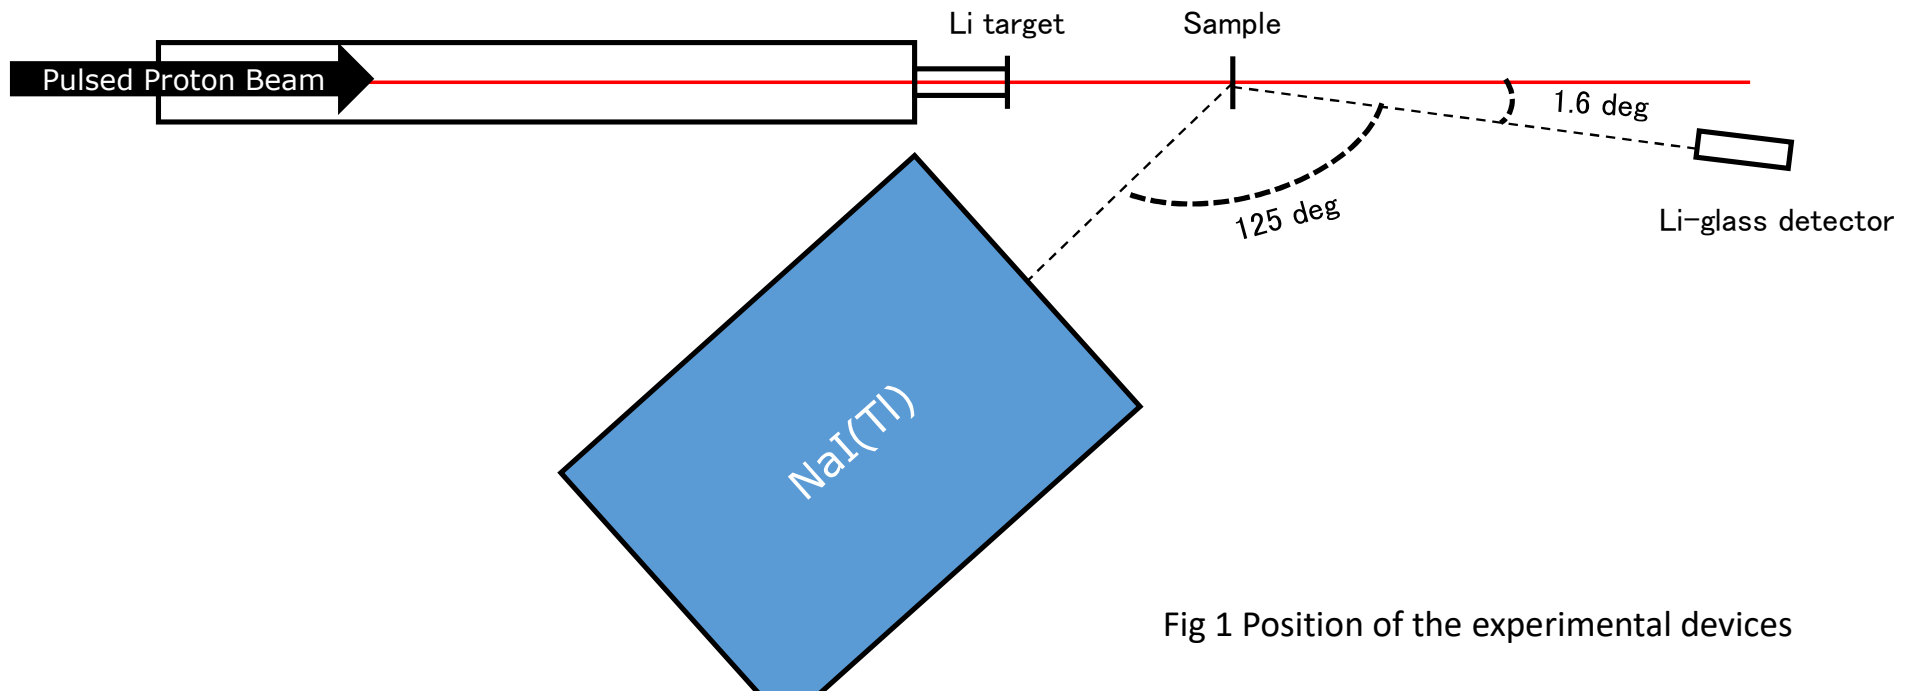 Li target
Sample
Pulsed Proton Beam
1.6 deg
125 deg
Li-glass detector
NaI(Tl)
Fig 1 Position of the experimental devices